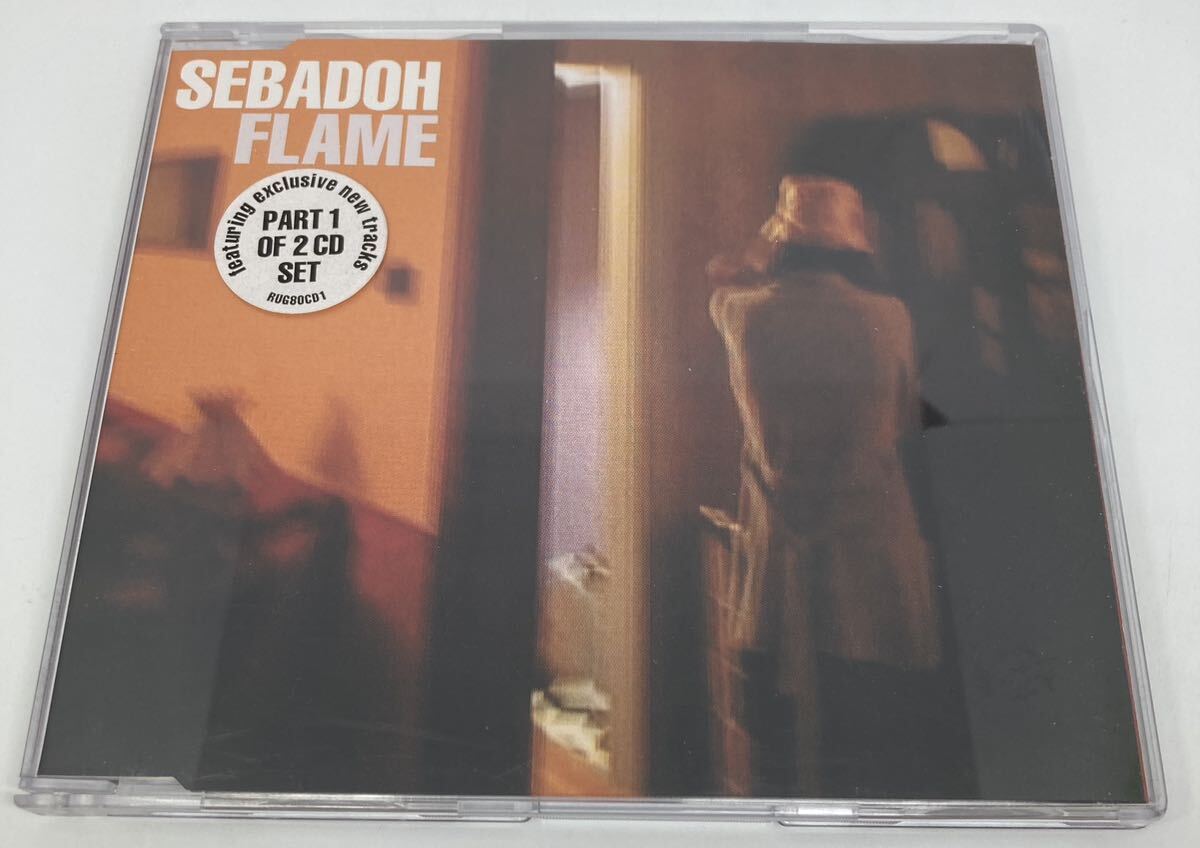 SEBADOH
FLAME
featuring exclusive new tracks
PART 1
OF 2 CD
SET
RUG80CD1